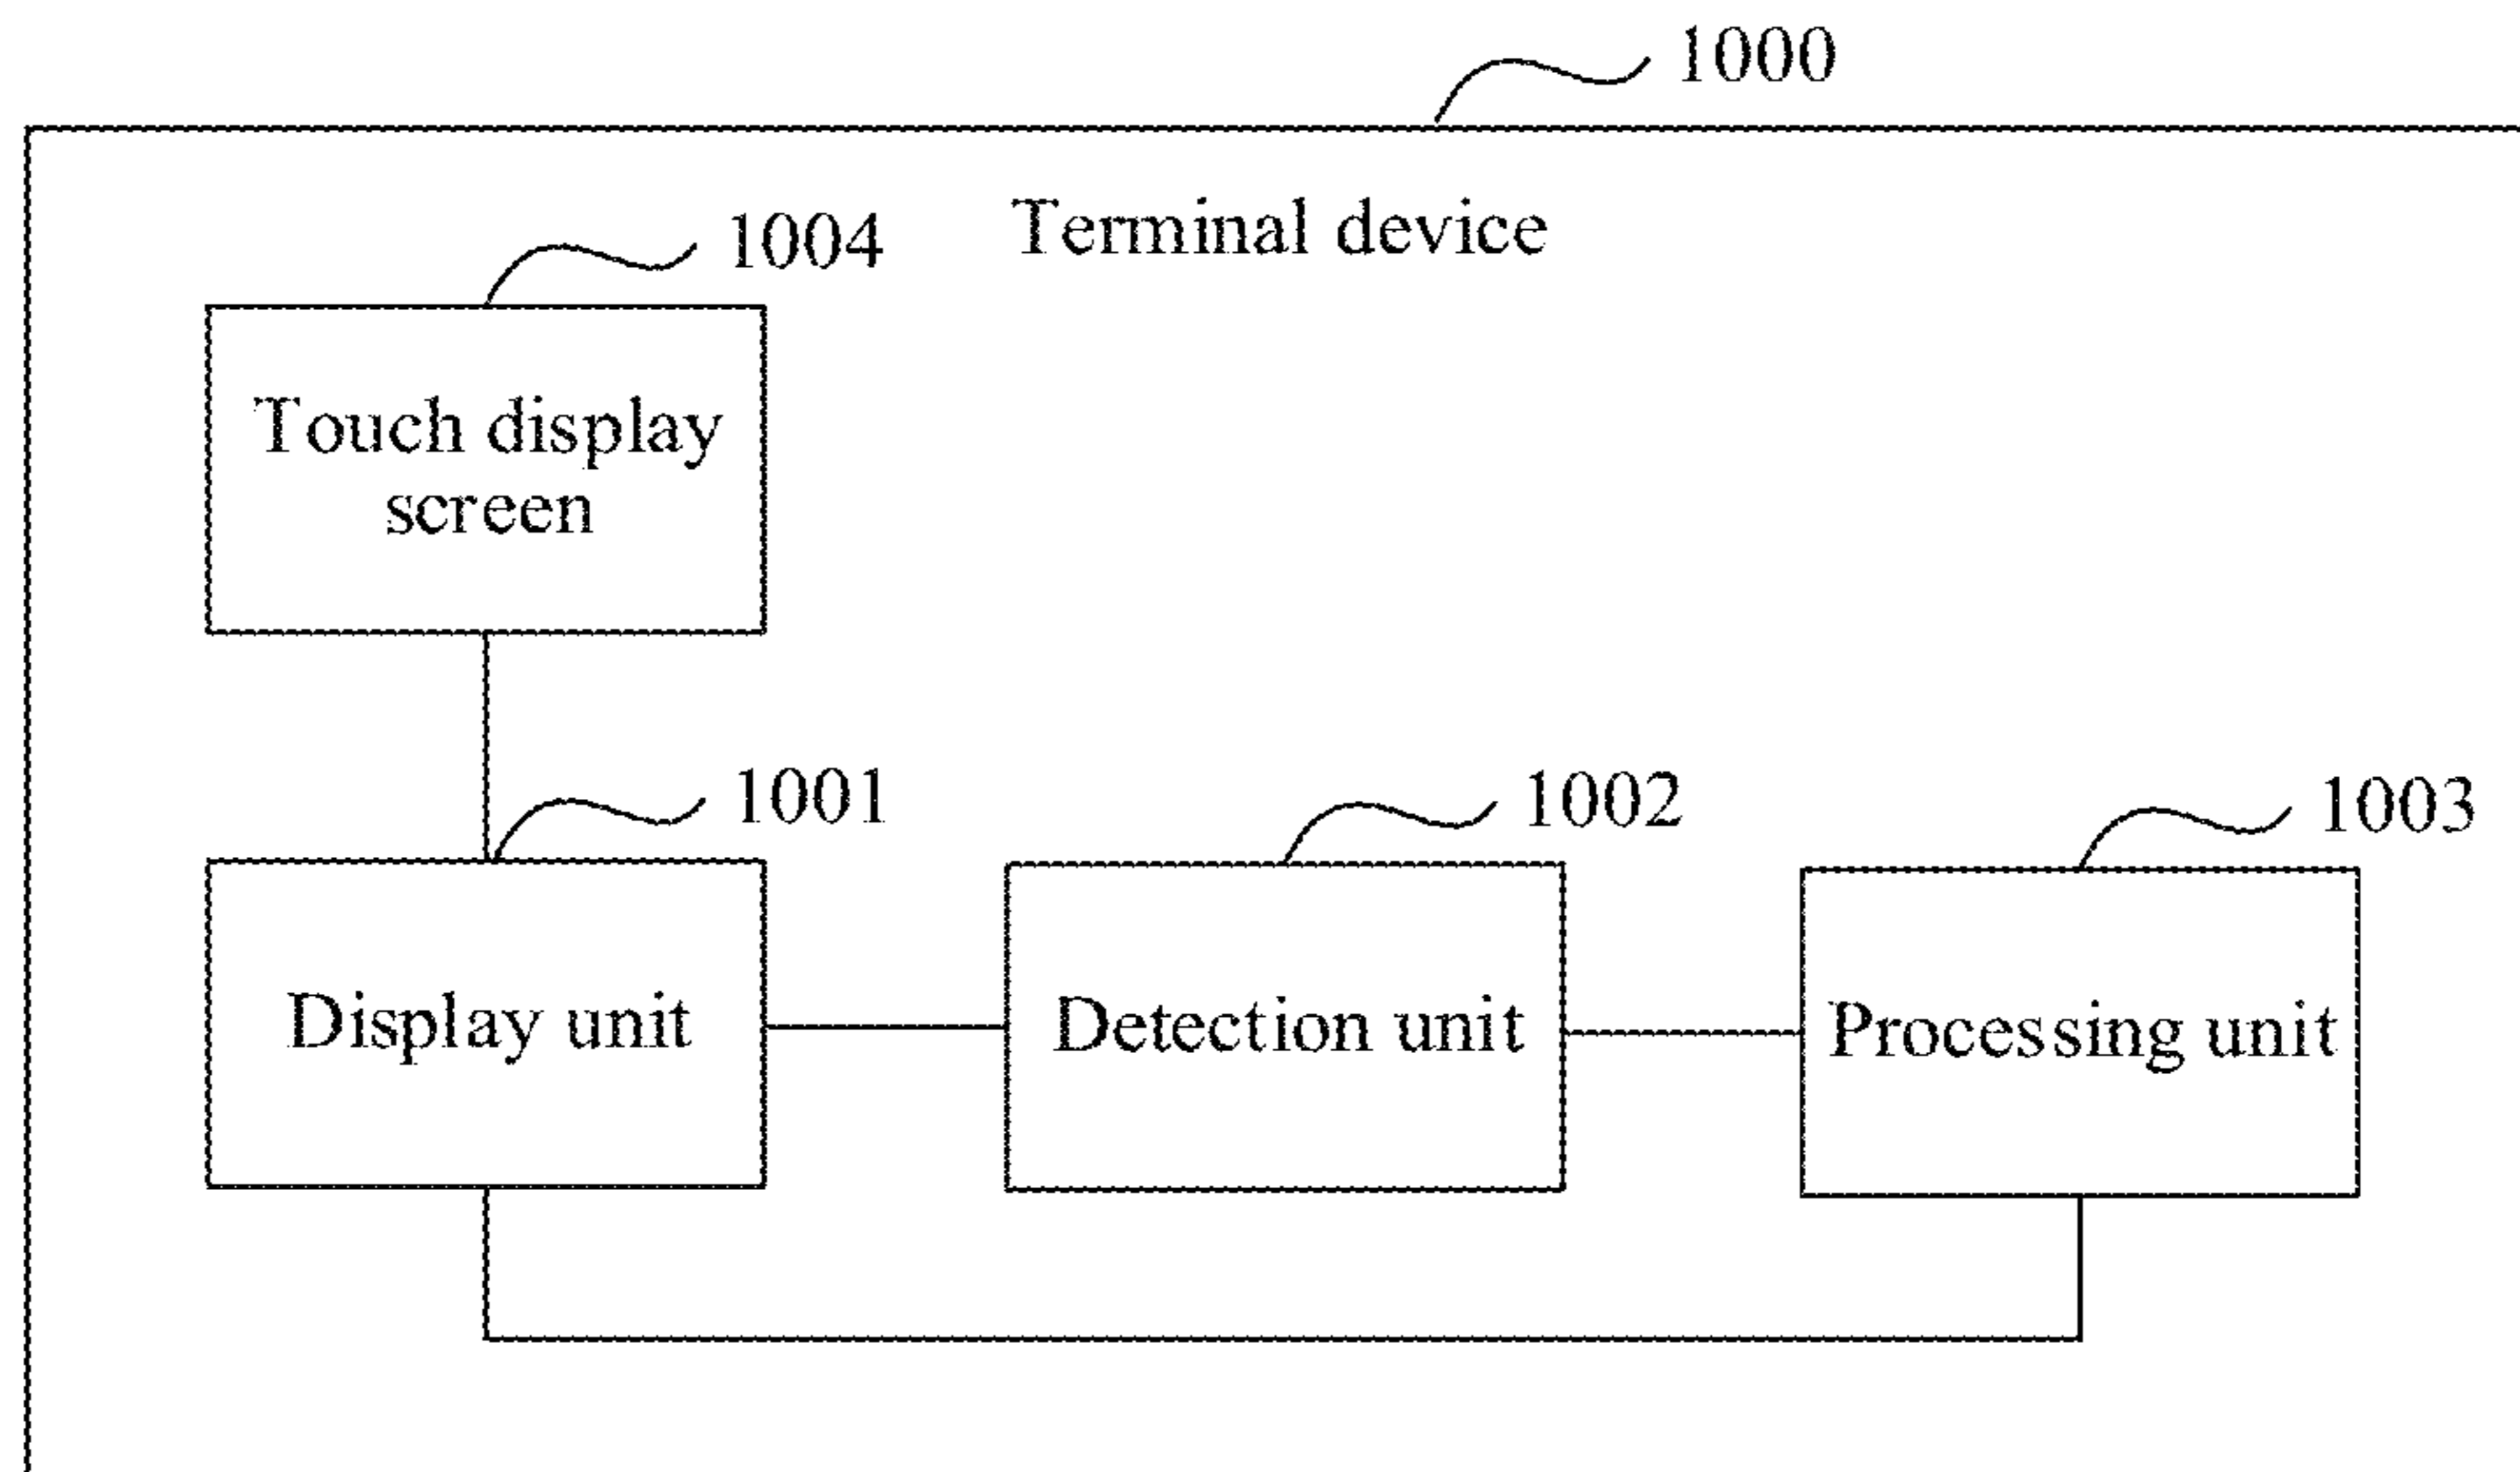 1000
Terminal device
1004
Touch display
screen
1001
1002
1003
Display unit
Detection unit
Processing unit